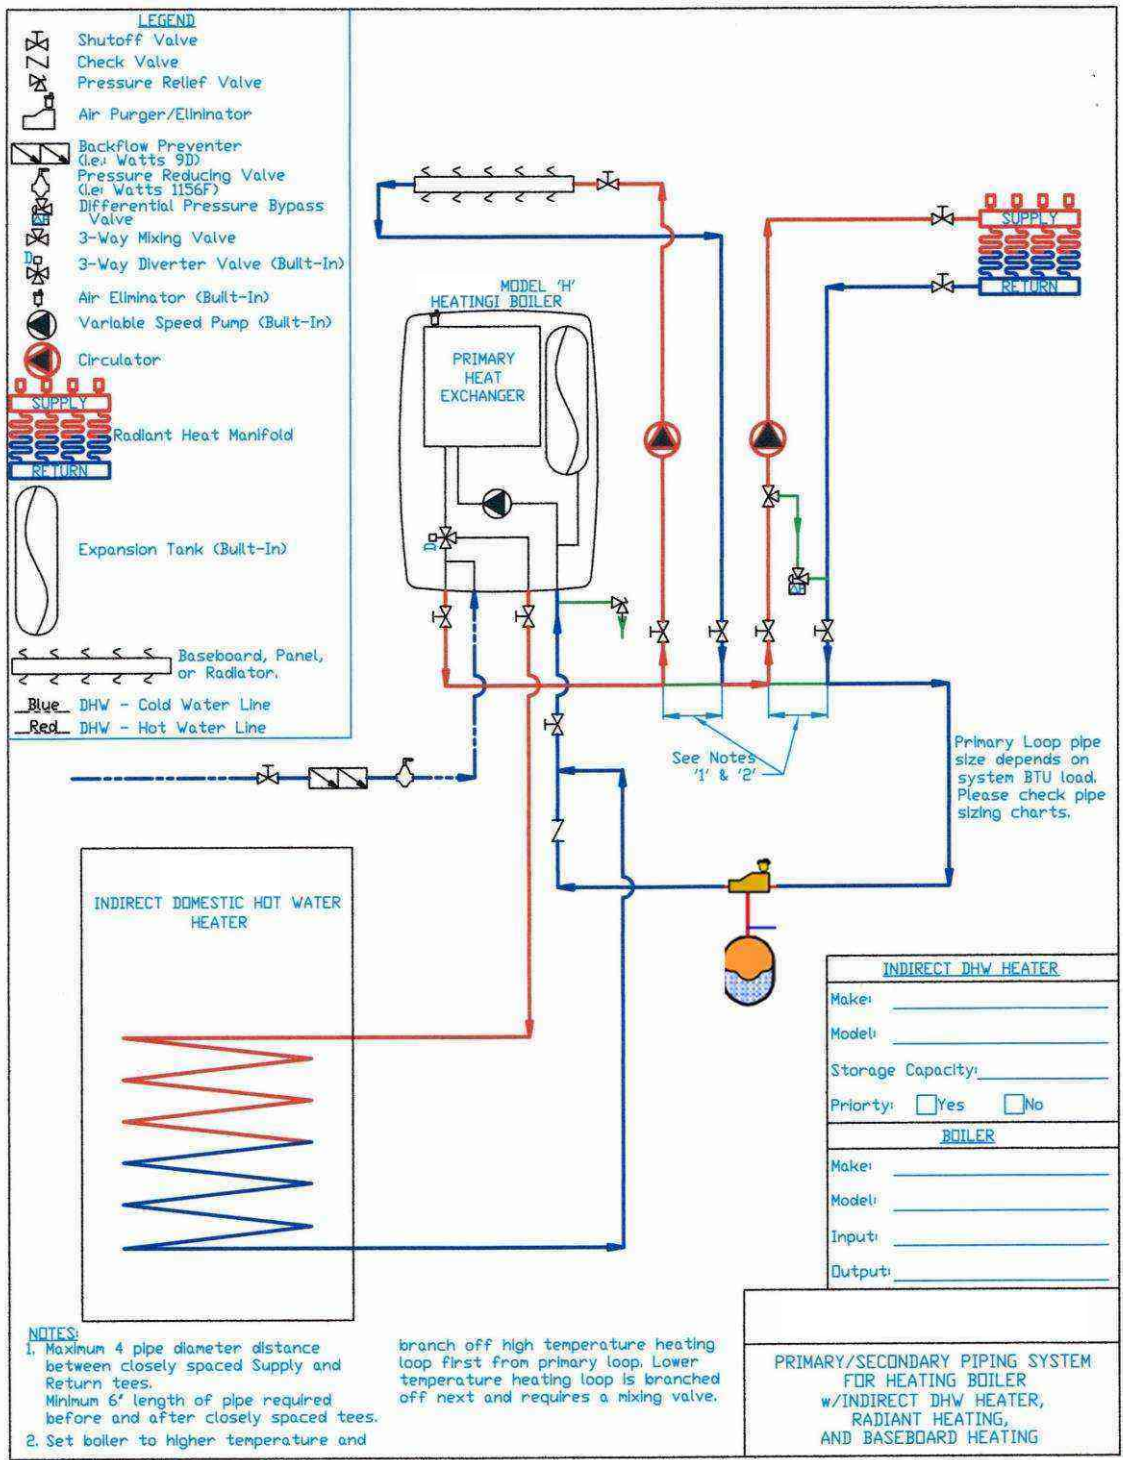 LEGEND
Shutoff Valve
Check Valve
Pressure Relief Valve
Air Purger/Eliminator
Backflow Preventer
(i.e.: Watts 9D)
Pressure Reducing Valve
(i.e: Watts 1156F)
Differential Pressure Bypass
Valve
ΔP
3-Way Mixing Valve
D
3-Way Diverter Valve (Built-In)
Air Eliminator (Built-In)
Variable Speed Pump (Built-In)
Circulator
SUPPLY
Radiant Heat Manifold
RETURN
Expansion Tank (Built-In)
Baseboard, Panel,
or Radiator.
Blue DHW - Cold Water Line
Red DHW - Hot Water Line
MODEL 'H'
HEATINGI BOILER
PRIMARY
HEAT
EXCHANGER
D
SUPPLY
RETURN
ΔP
See Notes
'1' & '2'
Primary Loop pipe
size depends on
system BTU load.
Please check pipe
sizing charts.
INDIRECT DOMESTIC HOT WATER
HEATER
INDIRECT DHW HEATER
Make:
Model:
Storage Capacity:
Priorty: Yes No
BOILER
Make:
Model:
Input:
Output:
NOTES:
1. Maximum 4 pipe diameter distance
between closely spaced Supply and
Return tees.
Minimum 6" length of pipe required
before and after closely spaced tees.
2. Set boiler to higher temperature and
branch off high temperature heating
loop first from primary loop. Lower
temperature heating loop is branched
off next and requires a mixing valve.
PRIMARY/SECONDARY PIPING SYSTEM
FOR HEATING BOILER
w/INDIRECT DHW HEATER,
RADIANT HEATING,
AND BASEBOARD HEATING